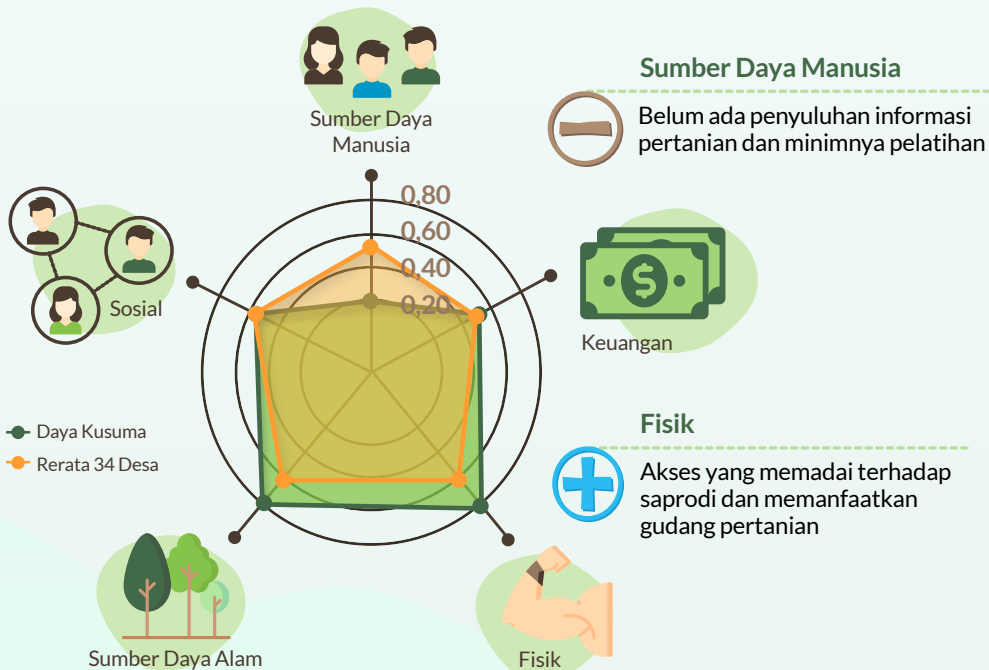 Sumber Daya
Manusia
0,80
0,60
0,40
0,20
Sosial
Keuangan
Daya Kusuma
Rerata 34 Desa
Sumber Daya Alam
Fisik
Sumber Daya Manusia
Belum ada penyuluhan informasi
pertanian dan minimnya pelatihan
Fisik
Akses yang memadai terhadap
saprodi dan memanfaatkan
gudang pertanian